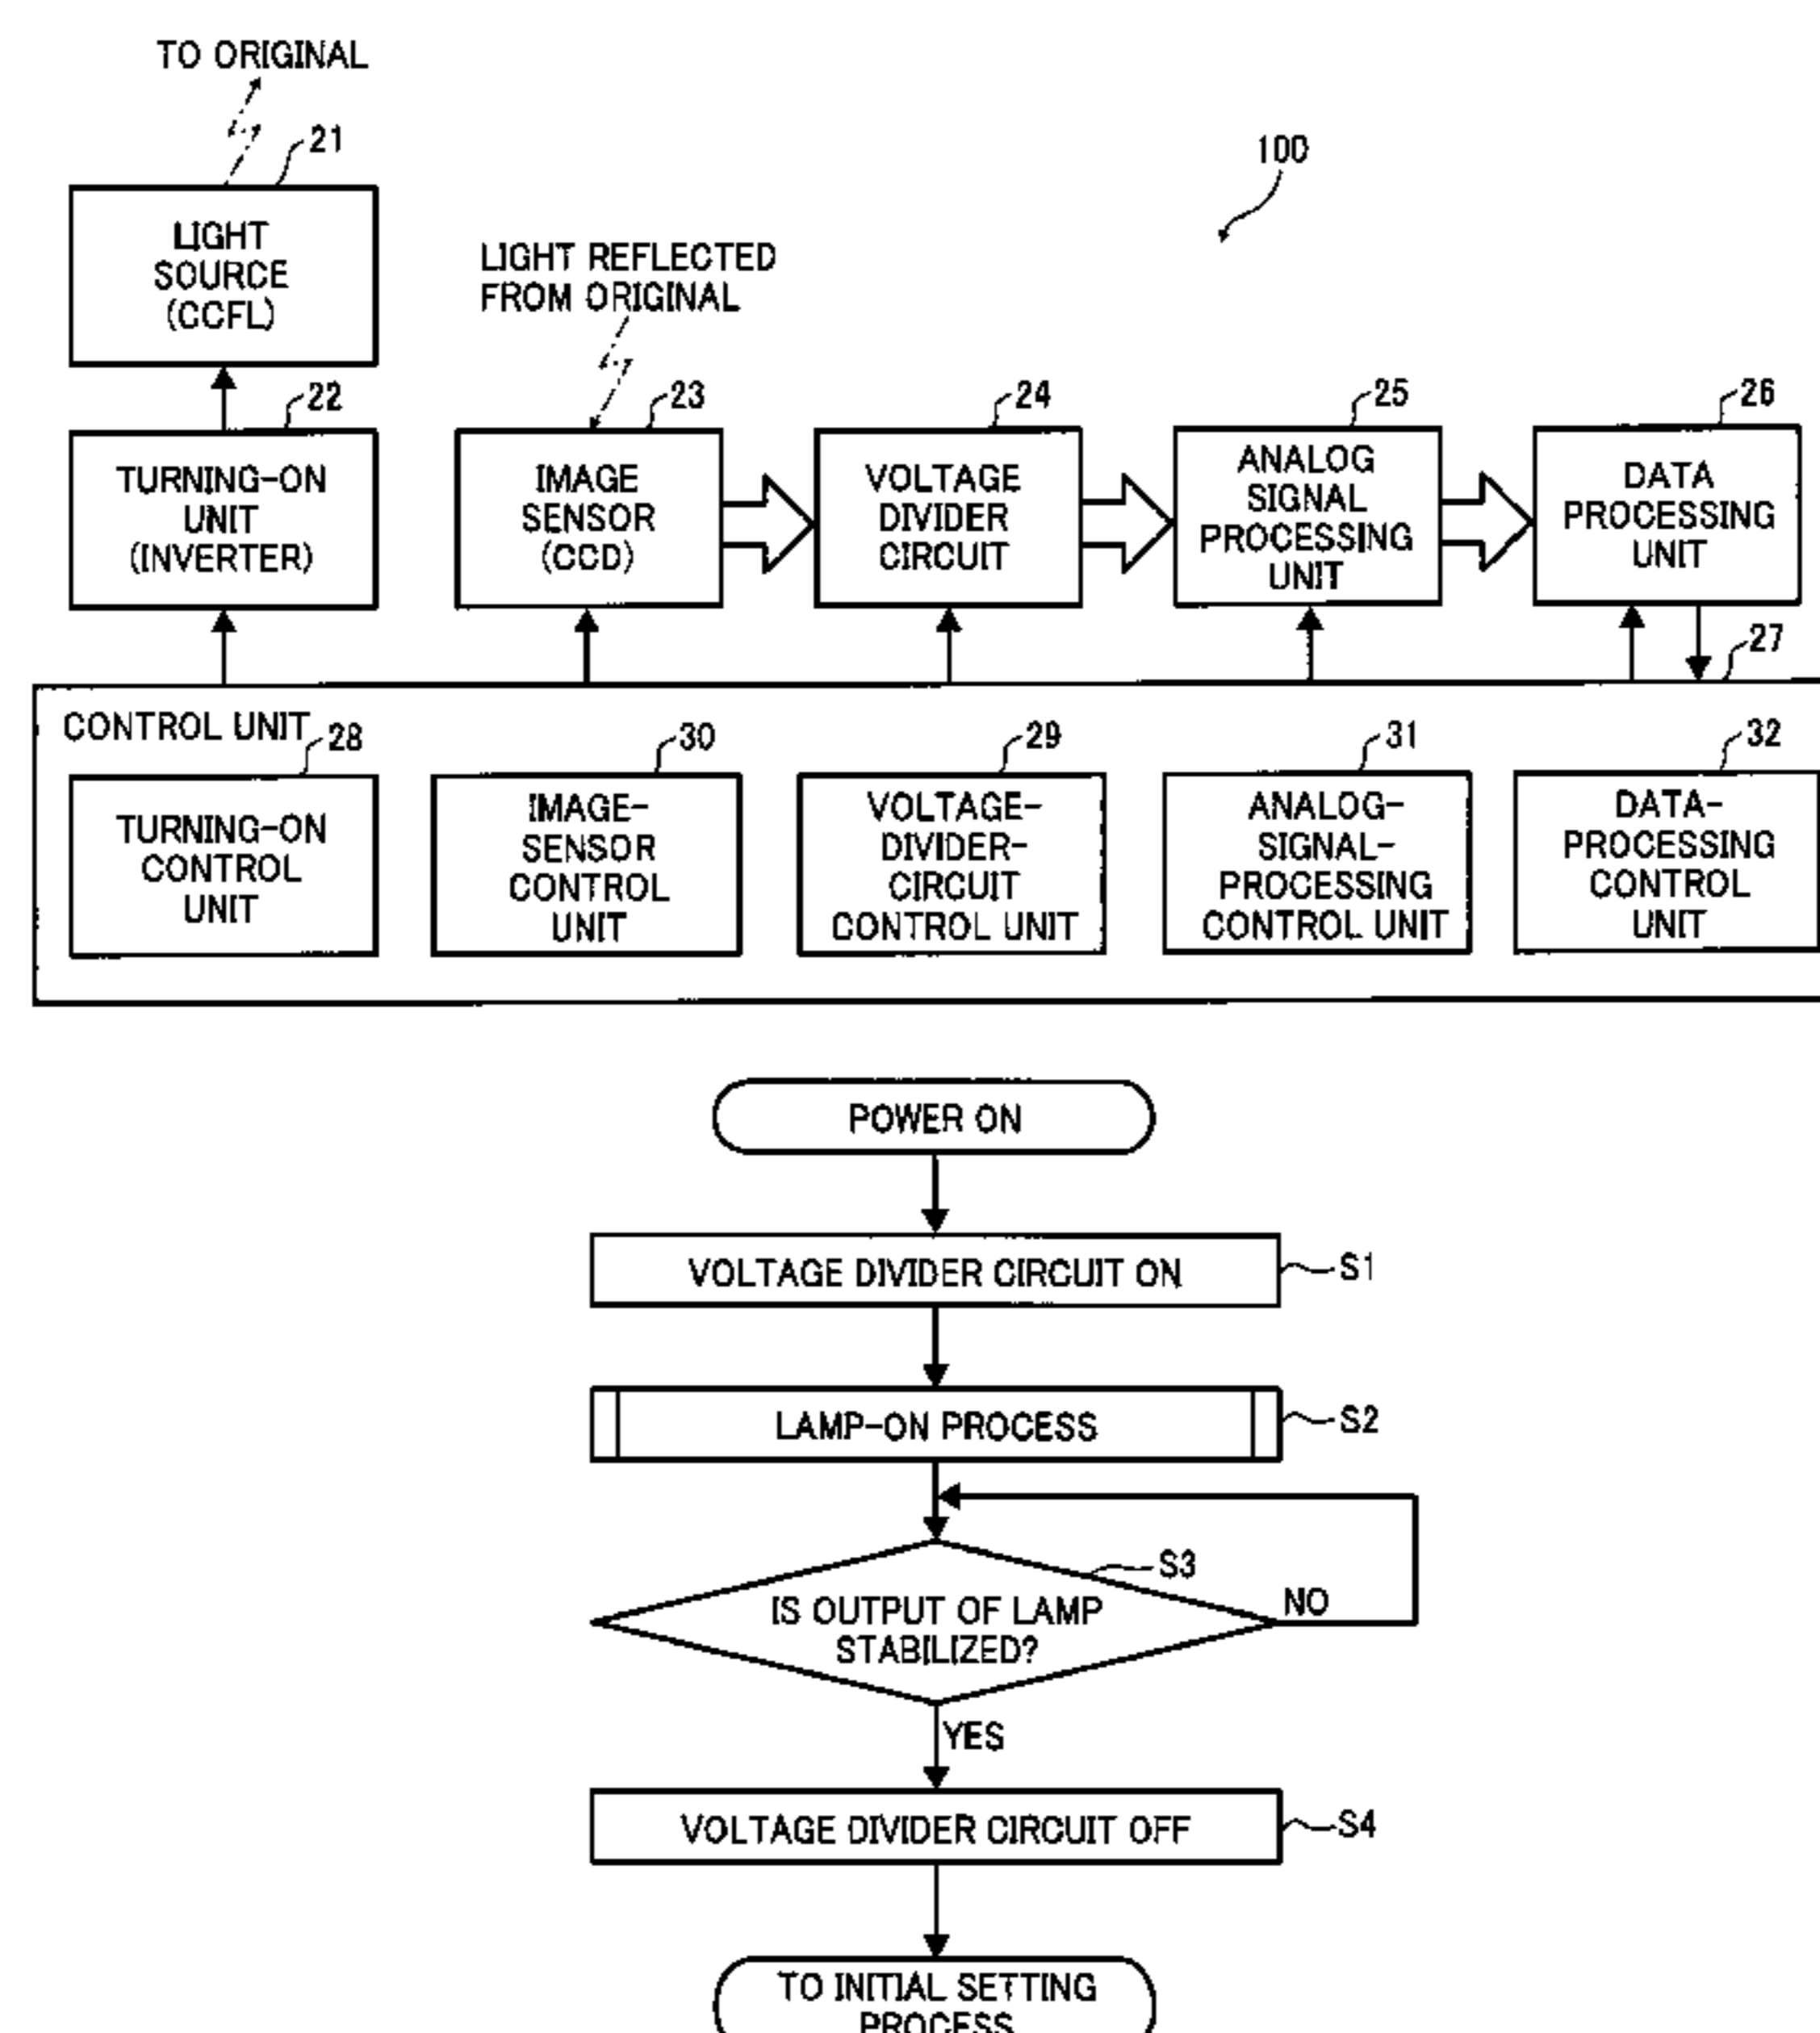 TO ORIGINAL
21
100
LIGHT
SOURCE
(CCFL)
LIGHT REFLECTED
FROM ORIGINAL
22
23
24
25
26
TURNING-ON
UNIT
(INVERTER)
IMAGE
SENSOR
(CCD)
VOLTAGE
DIVIDER
CIRCUIT
ANALOG
SIGNAL
PROCESSING
UNIT
DATA
PROCESSING
UNIT
27
CONTROL UNIT
28
30
29
31
32
TURNING-ON
CONTROL
UNIT
IMAGE-
SENSOR
CONTROL
UNIT
VOLTAGE-
DIVIDER-
CIRCUIT
CONTROL UNIT
ANALOG-
SIGNAL-
PROCESSING
CONTROL UNIT
DATA-
PROCESSING
CONTROL
UNIT
POWER ON
VOLTAGE DIVIDER CIRCUIT ON
S1
LAMP-ON PROCESS
S2
S3
IS OUTPUT OF LAMP
STABILIZED?
NO
YES
VOLTAGE DIVIDER CIRCUIT OFF
S4
TO INITIAL SETTING
PROCESS